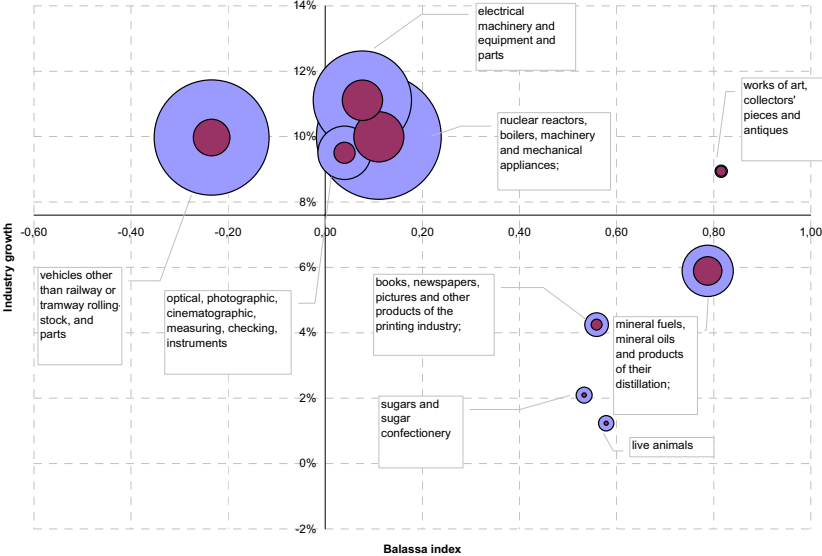 14%
electrical
machinery and
equipment and
parts
12%
works of art,
collectors'
pieces and
antiques
nuclear reactors,
boilers, machinery
and mechanical
appliances;
10%
8%
-0,60 -0,40 -0,20 0,00 0,20 0,40 0,60 0,80 1,00
Industry growth
6%
vehicles other
than railway or
tramway rolling-
stock, and
parts
optical, photographic,
cinematographic,
measuring, checking,
instruments
books, newspapers,
pictures and other
products of the
printing industry;
mineral fuels,
mineral oils
and products
of their
distillation;
4%
2%
sugars and
sugar
confectionery
live animals
0%
-2%
Balassa index